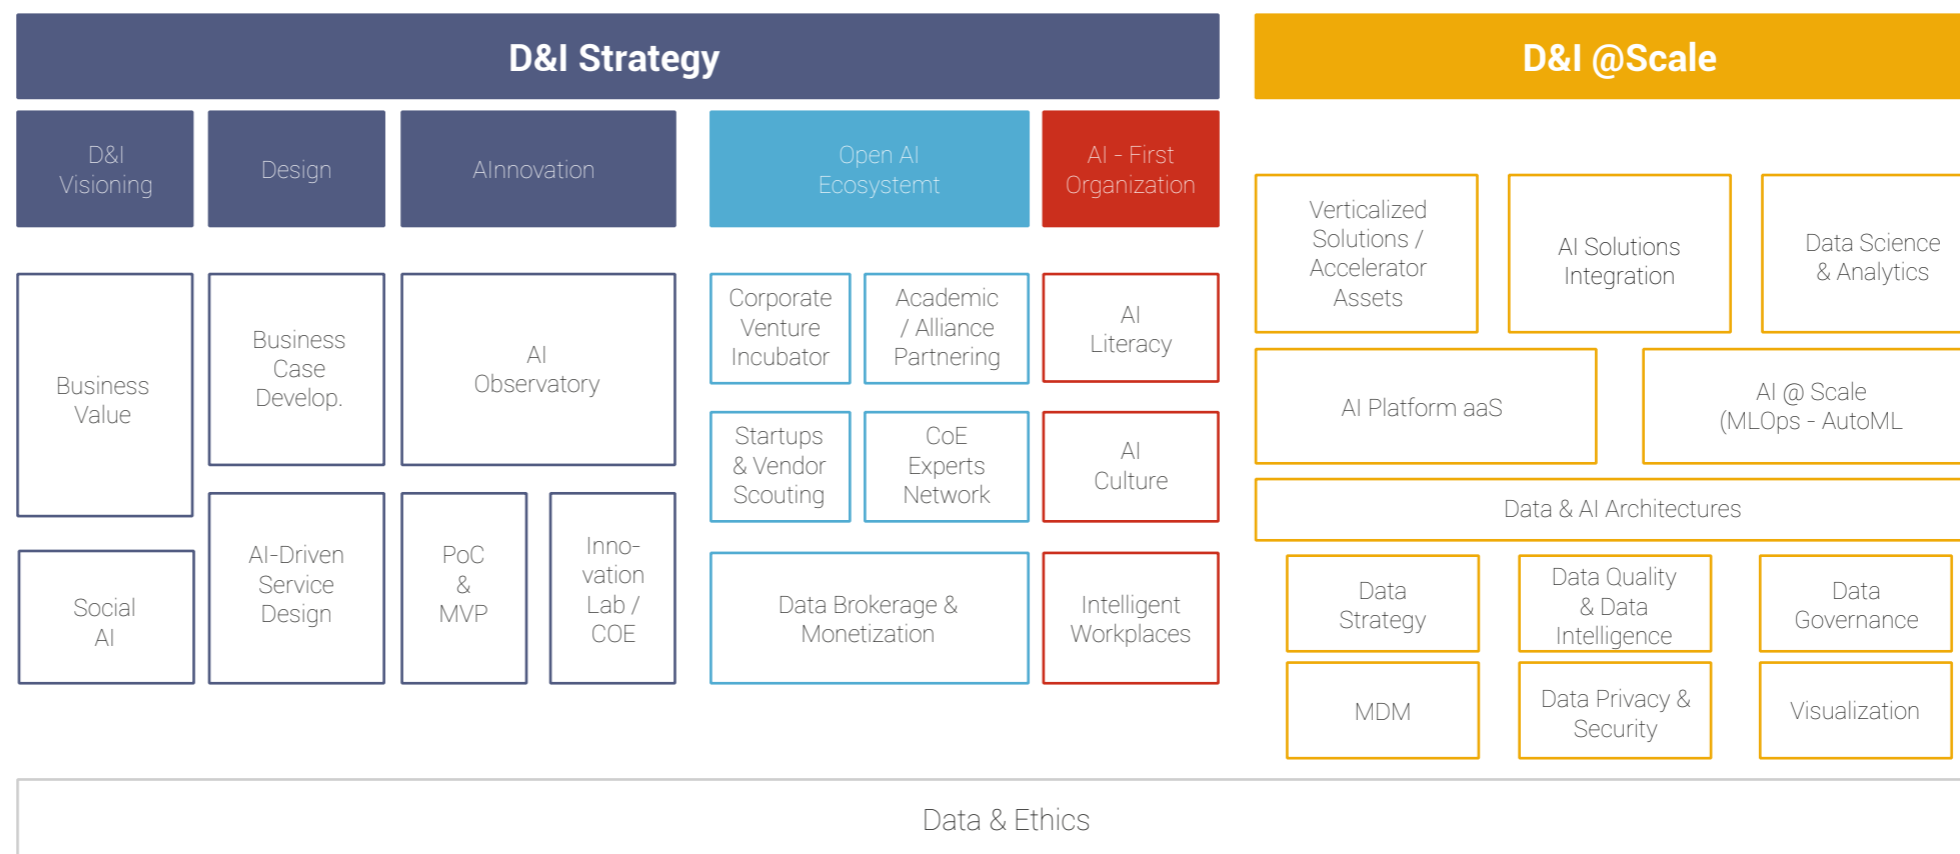 D&I Strategy
D&I @Scale
D&I
Visioning
Design
AInnovation
Open AI
Ecosystemt
AI - First
Organization
Business
Value
Social
AI
Business
Case
Develop.
AI-Driven
Service
Design
AI
Observatory
PoC
&
MVP
Inno-
vation
Lab /
COE
Corporate
Venture
Incubator
Academic
/ Alliance
Partnering
Startups
& Vendor
Scouting
CoE
Experts
Network
Data Brokerage &
Monetization
AI
Literacy
AI
Culture
Intelligent
Workplaces
Verticalized
Solutions /
Accelerator
Assets
AI Solutions
Integration
Data Science
& Analytics
AI Platform aaS
AI @ Scale
(MLOps - AutoML
Data & AI Architectures
Data
Strategy
Data Quality
& Data
Intelligence
Data
Governance
MDM
Data Privacy &
Security
Visualization
Data & Ethics